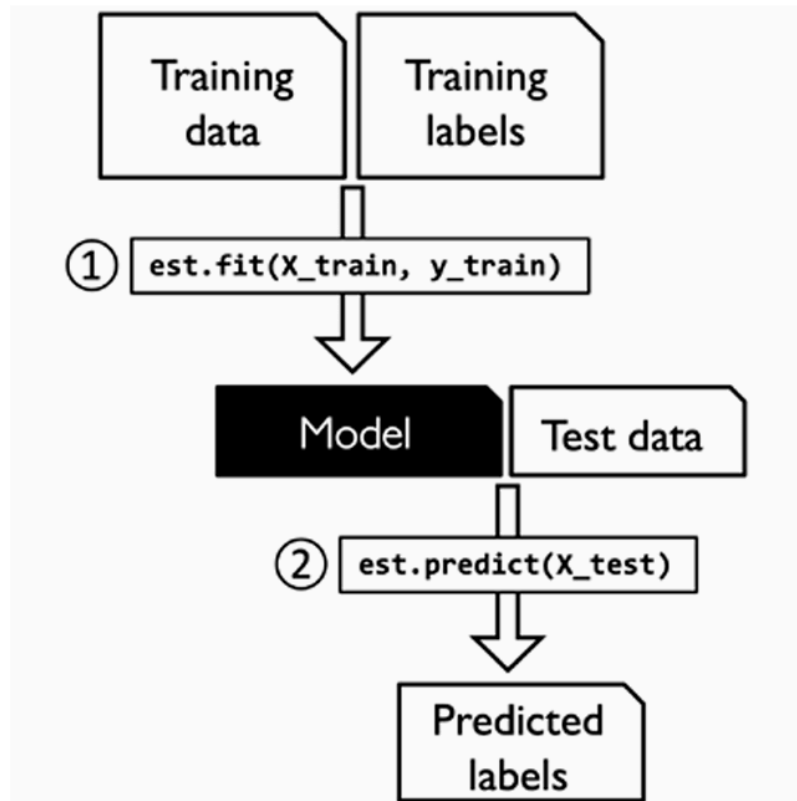 Training
data
Training
labels
① est.fit(X_train, y_train)
Model
Test data
② est.predict(X_test)
Predicted
labels